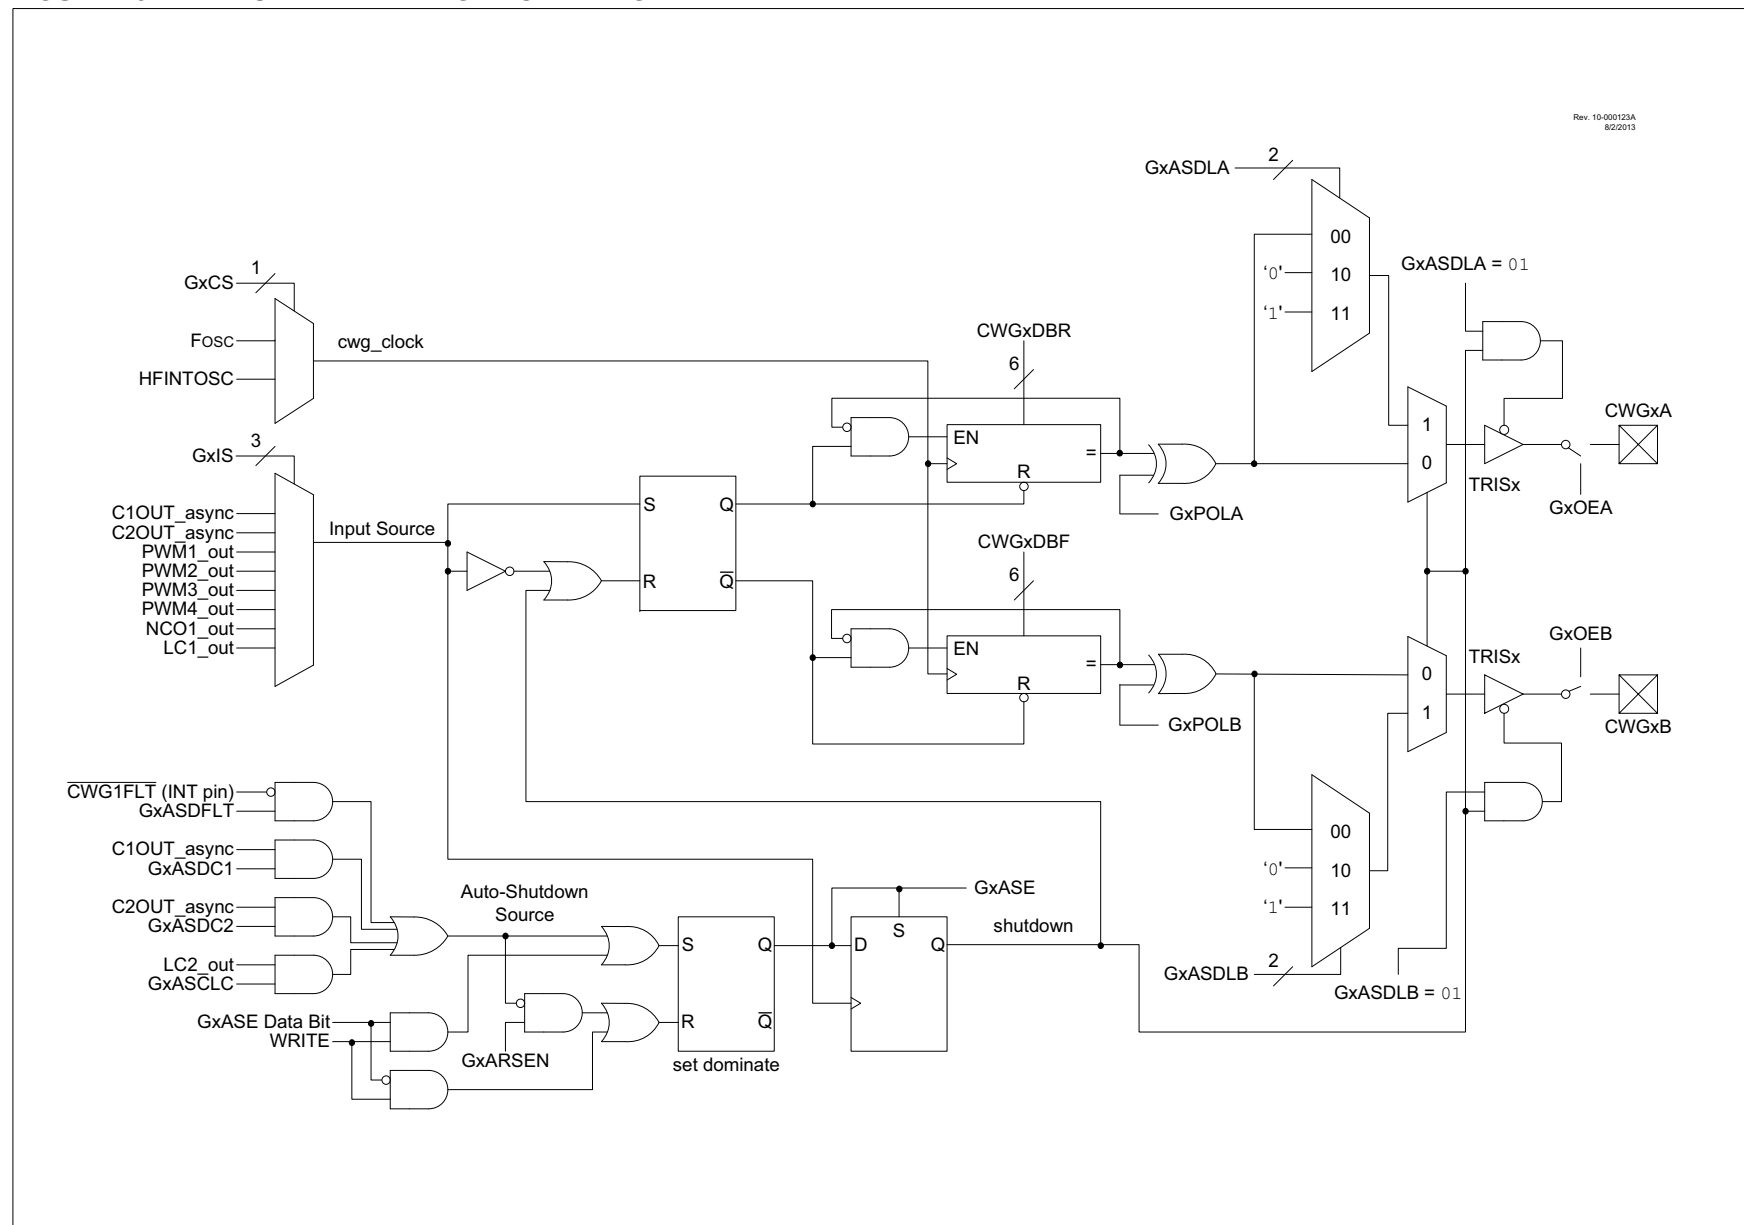 Rev. 10-000123A
8/2/2013
GxASDLA
2
00
GxCS
1
'0'
10
GxASDLA = 01
'1'
11
FOSC
cwg_clock
CWGxDBR
HFINTOSC
6
CWGxA
GxIS
3
EN
=
R
1
0
TRISx
GxOEA
C1OUT_async
C2OUT_async
PWM1_out
PWM2_out
PWM3_out
PWM4_out
NCO1_out
LC1_out
Input Source
S
Q
R
Q̅
GxPOLA
CWGxDBF
6
EN
=
R
GxPOLB
GxOEB
TRISx
0
1
CWGxB
C̅W̅G̅1̅F̅L̅T̅ (INT pin)
GxASDFLT
C1OUT_async
GxASDC1
C2OUT_async
GxASDC2
LC2_out
GxASCLC
Auto-Shutdown
Source
GxASE Data Bit
WRITE
GxARSEN
S
Q
R
Q̅
set dominate
GxASE
S
D
Q
shutdown
00
'0'
10
'1'
11
GxASDLB
2
GxASDLB = 01